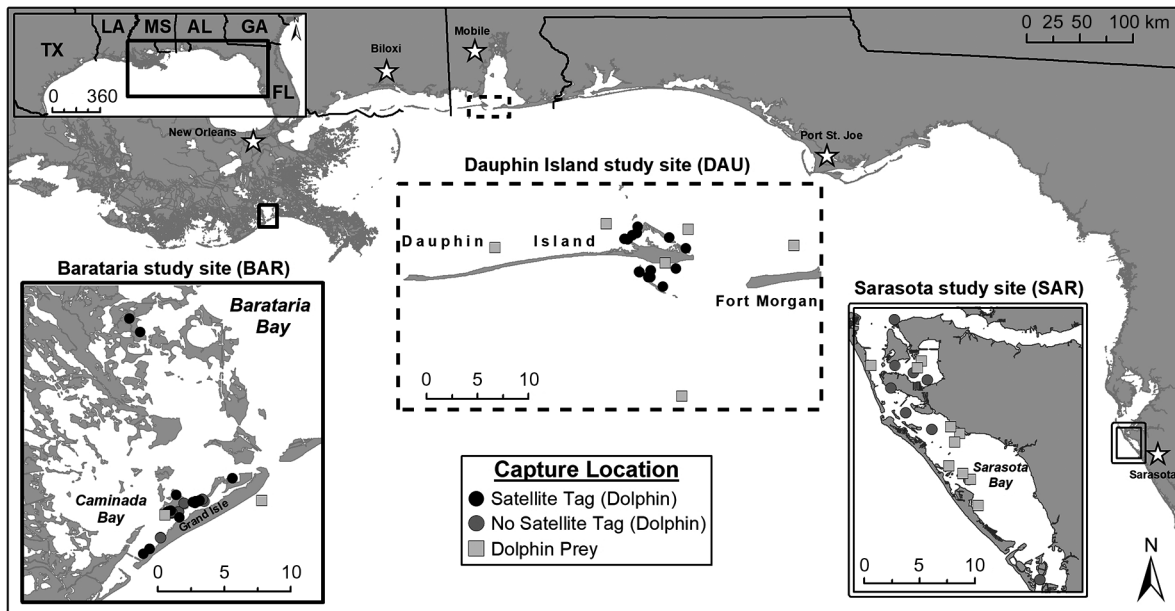 TX
LA
MS
AL
GA
FL
N
0 360
0 25 50 100 km
Biloxi
Mobile
New Orleans
Port St. Joe
Sarasota
Dauphin Island study site (DAU)
Dauphin Island
Fort Morgan
0 5 10
Barataria study site (BAR)
Barataria
Bay
Caminada
Bay
Grand Isle
0 5 10
Sarasota study site (SAR)
Sarasota
Bay
0 5 10
Capture Location
Satellite Tag (Dolphin)
No Satellite Tag (Dolphin)
Dolphin Prey
N